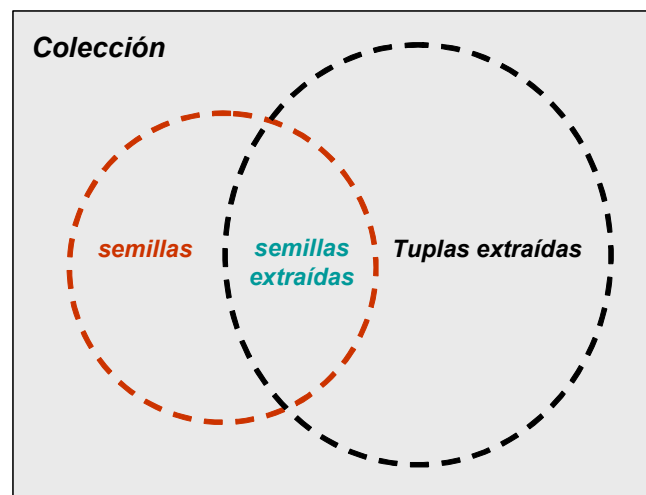 Colección
semillas
semillas
extraídas
Tuplas extraídas